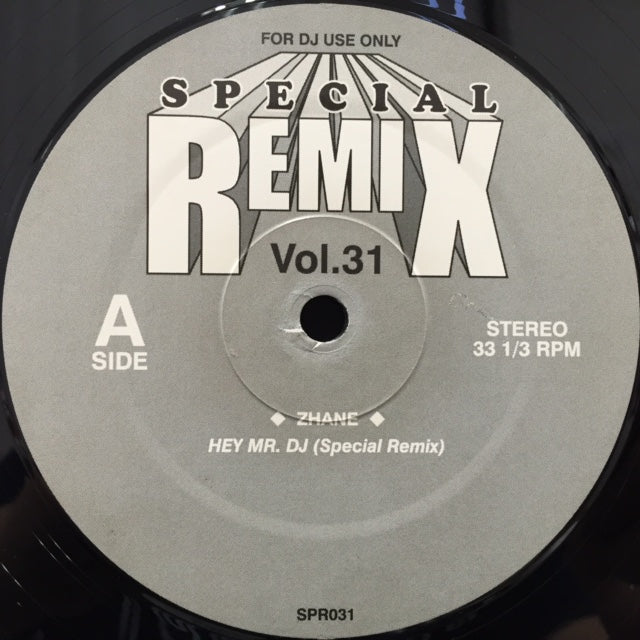 FOR DJ USE ONLY
SPECIAL
REMIX
Vol.31
A
SIDE
STEREO
33 1/3 RPM
◆ ZHANE ◆
HEY MR. DJ (Special Remix)
SPR031